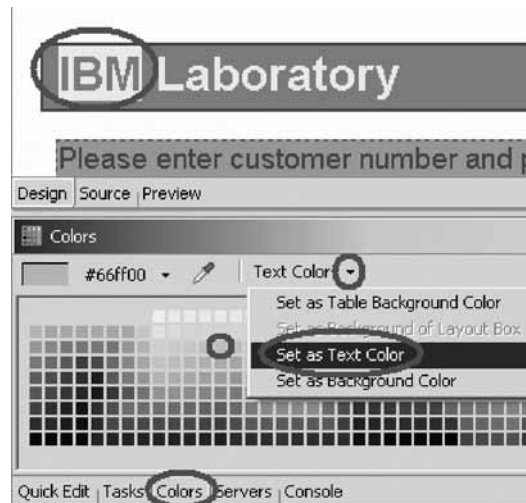 IBM Laboratory
Please enter customer number and
Design Source Preview
Colors
#66ff00 Text Color
Set as Table Background Color
Set as Background of Layout Box
Set as Text Color
Set as Background Color
Quick Edit Tasks Colors Servers Console